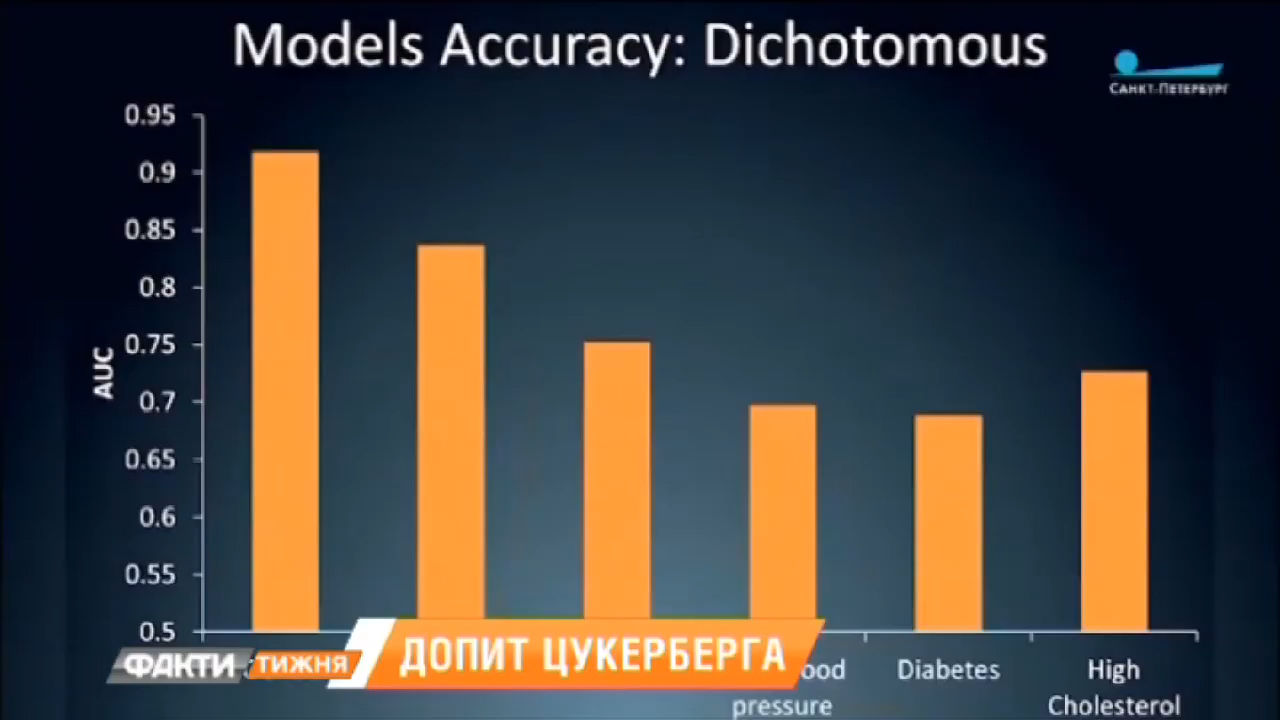 Models Accuracy: Dichotomous
САНКТ-ПЕТЕРБУРГ
0.95
0.9
0.85
0.8
0.75
0.7
0.65
0.6
0.55
0.5
AUC
Diabetes
High
Cholesterol
pressure
ФАКТИ ТИЖНЯ
ДОПИТ ЦУКЕРБЕРГА